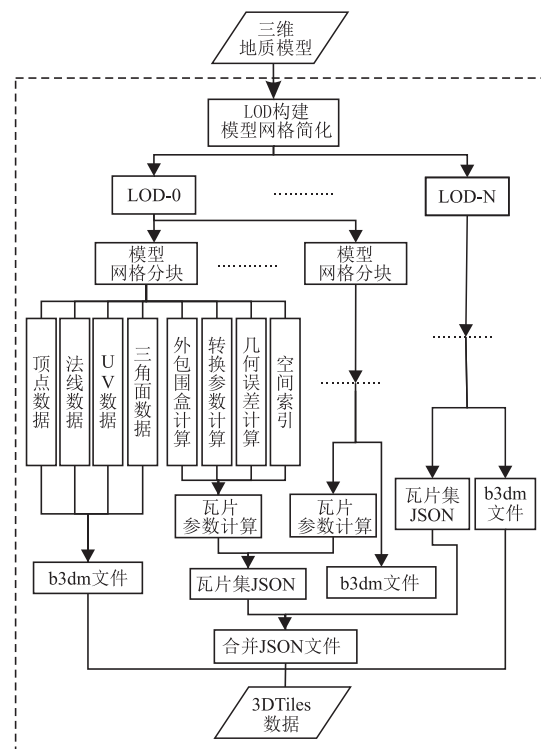 三维
地质模型
LOD构建
模型网格简化
LOD-0
LOD-N
模型
网格分块
模型
网格分块
顶点数据
法线数据
UV数据
三角面数据
外包围盒计算
转换参数计算
几何误差计算
空间索引
瓦片
参数计算
瓦片
参数计算
瓦片集
JSON
b3dm
文件
b3dm文件
瓦片集JSON
b3dm文件
合并JSON文件
3DTiles
数据